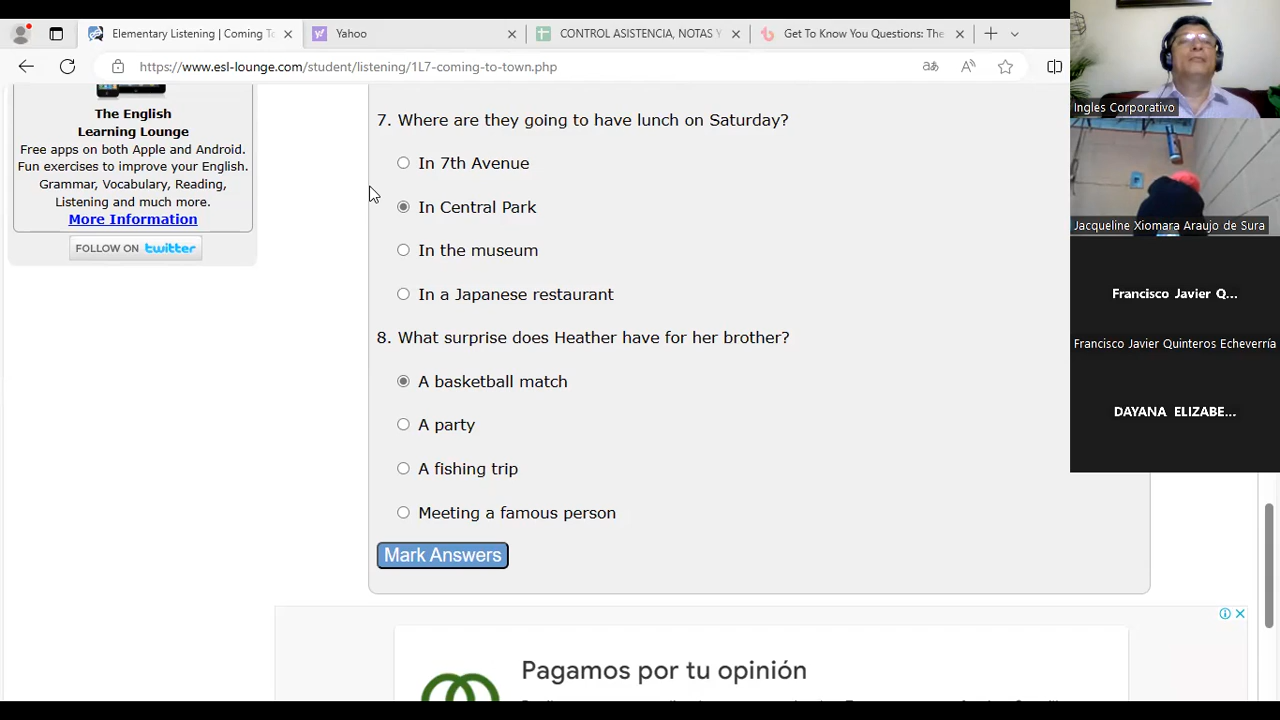 Elementary Listening | Coming To
Yahoo
CONTROL ASISTENCIA, NOTAS Y
Get To Know You Questions: The
https://www.esl-lounge.com/student/listening/1L7-coming-to-town.php
The English
Learning Lounge
Free apps on both Apple and Android.
Fun exercises to improve your English.
Grammar, Vocabulary, Reading,
Listening and much more.
More Information
FOLLOW ON twitter
7. Where are they going to have lunch on Saturday?
In 7th Avenue
In Central Park
In the museum
In a Japanese restaurant
8. What surprise does Heather have for her brother?
A basketball match
A party
A fishing trip
Meeting a famous person
Mark Answers
Pagamos por tu opinión
Ingles Corporativo
Jacqueline Xiomara Araujo de Sura
Francisco Javier Q...
Francisco Javier Quinteros Echeverría
DAYANA ELIZABE...